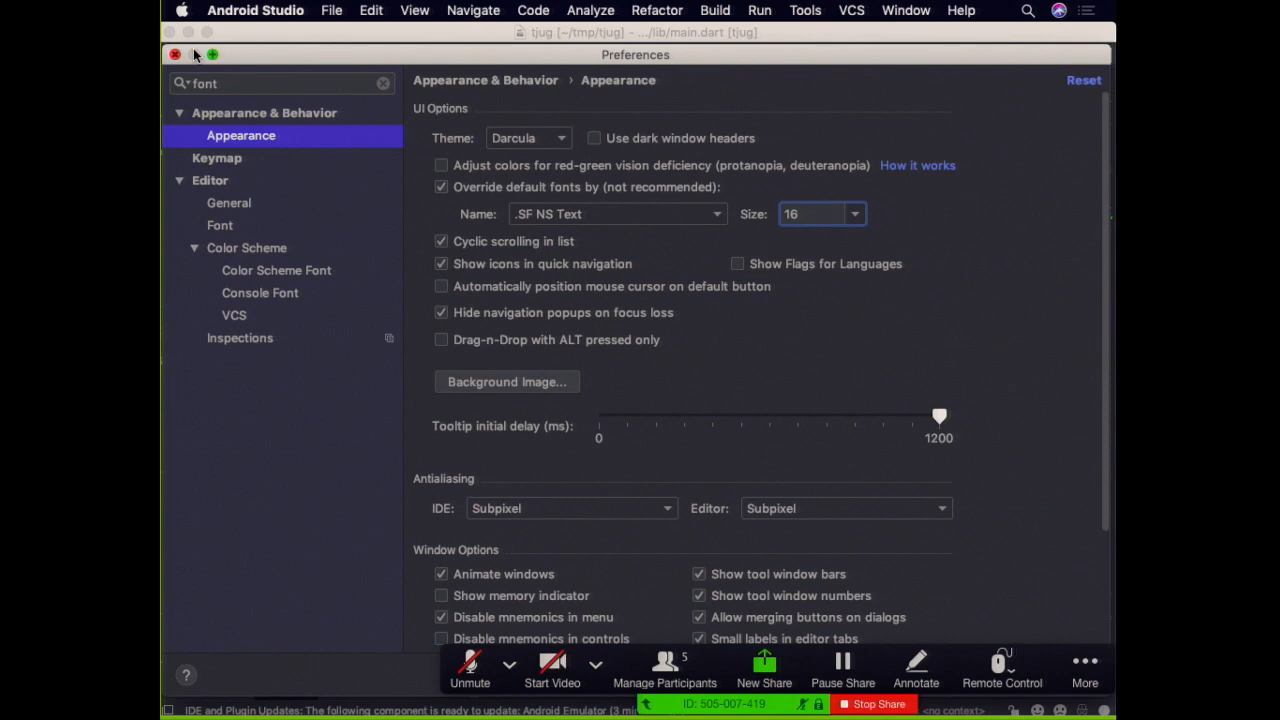 Android Studio File Edit View Navigate Code Analyze Refactor Build Run Tools VCS Window Help
tjug [~/tmp/tjug] - .../lib/main.dart [tjug]
Preferences
font
Appearance & Behavior
Appearance
Keymap
Editor
General
Font
Color Scheme
Color Scheme Font
Console Font
VCS
Inspections
Appearance & Behavior › Appearance
Reset
UI Options
Theme: Darcula Use dark window headers
Adjust colors for red-green vision deficiency (protanopia, deuteranopia) How it works
Override default fonts by (not recommended):
Name: .SF NS Text Size: 16
Cyclic scrolling in list
Show icons in quick navigation Show Flags for Languages
Automatically position mouse cursor on default button
Hide navigation popups on focus loss
Drag-n-Drop with ALT pressed only
Background Image...
Tooltip initial delay (ms):
0 1200
Antialiasing
IDE: Subpixel Editor: Subpixel
Window Options
Animate windows Show tool window bars
Show memory indicator Show tool window numbers
Disable mnemonics in menu Allow merging buttons on dialogs
Disable mnemonics in controls Small labels in editor tabs
?
5
Unmute Start Video Manage Participants New Share Pause Share Annotate Remote Control More
ID: 505-007-419 Stop Share
IDE and Plugin Updates: The following component is ready to update: Android Emulator (3 min
<no context>